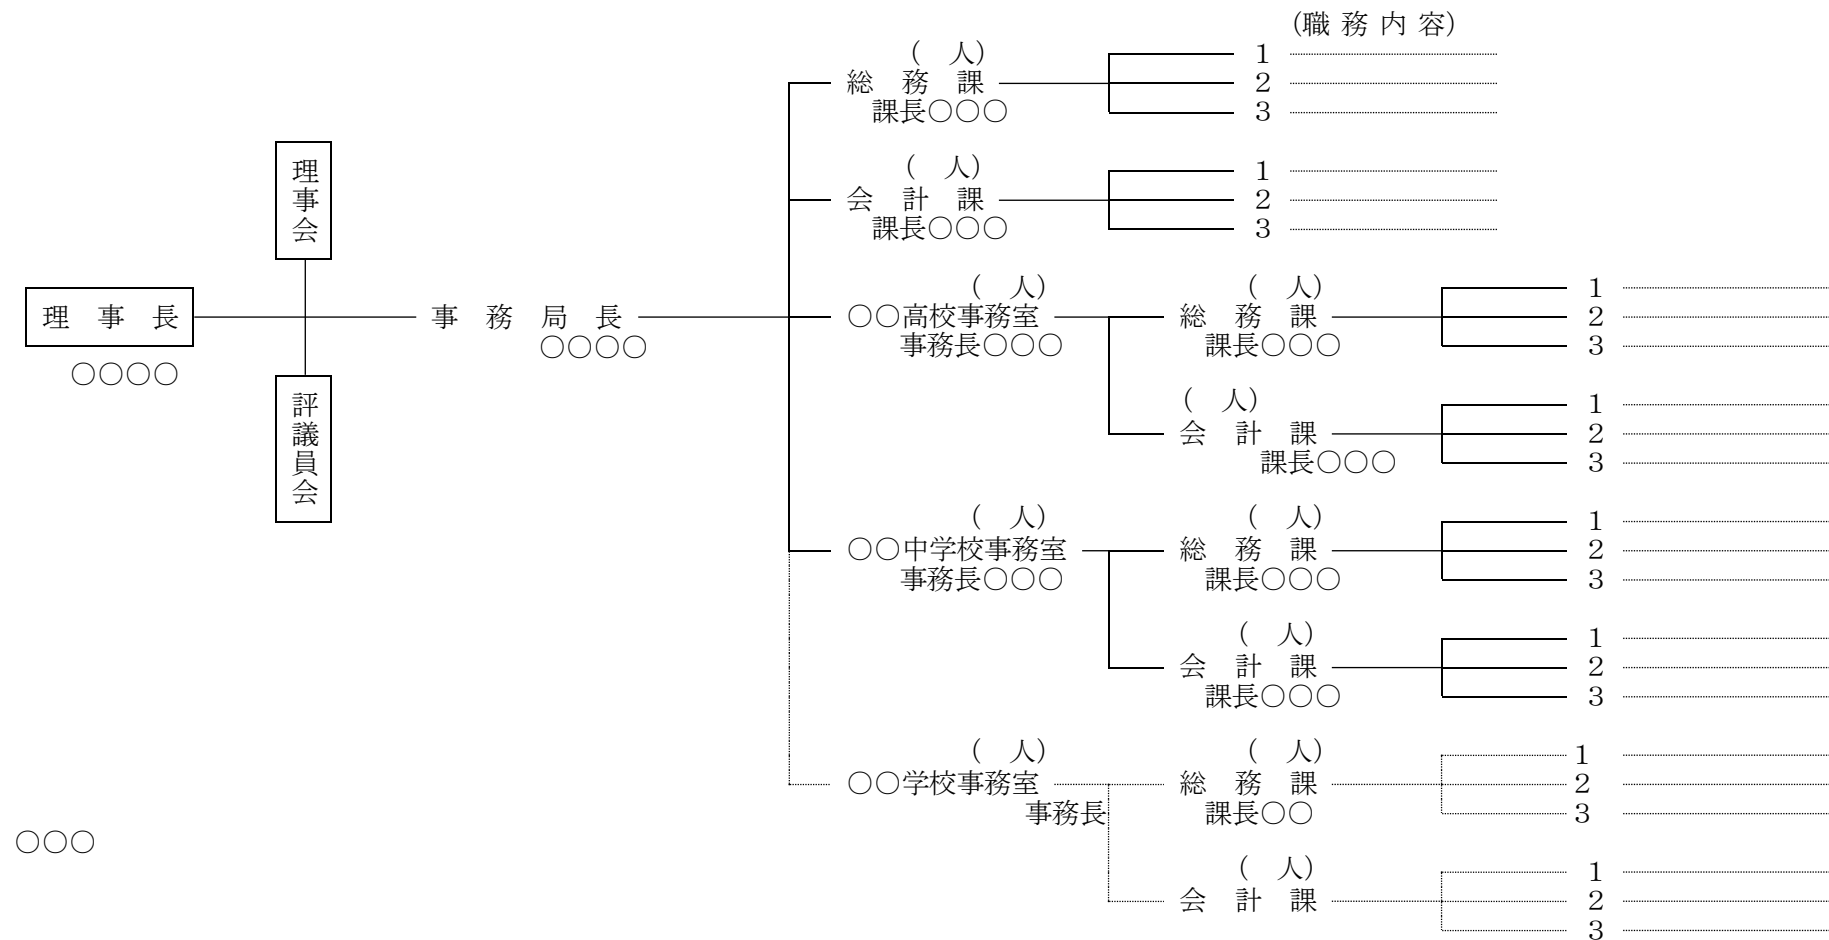 (職 務 内 容)
( 人)
総 務 課
課長○○○
1
2
3
( 人)
会 計 課
課長○○○
1
2
3
理事会
理 事 長
○○○○
評議員会
事 務 局 長
○○○○
( 人)
○○高校事務室
事務長○○○
( 人)
総 務 課
課長○○○
1
2
3
( 人)
会 計 課
課長○○○
1
2
3
( 人)
○○中学校事務室
事務長○○○
( 人)
総 務 課
課長○○○
1
2
3
( 人)
会 計 課
課長○○○
1
2
3
( 人)
○○学校事務室
事務長
( 人)
総 務 課
課長○○
1
2
3
○○○
( 人)
会 計 課
1
2
3